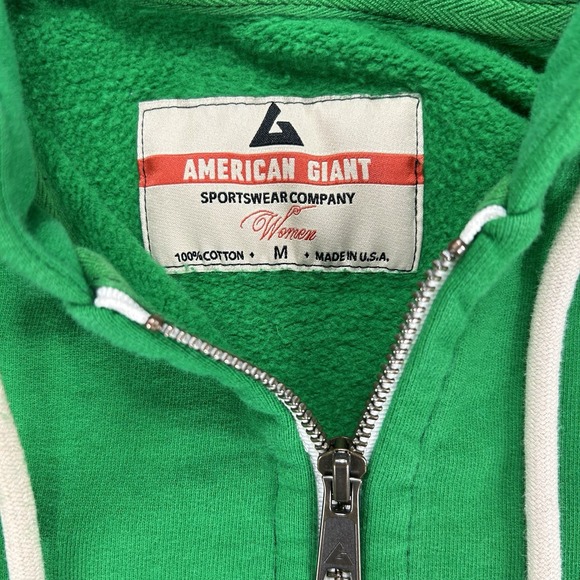 AMERICAN GIANT
SPORTSWEAR COMPANY
Women
100% COTTON • M • MADE IN U.S.A.